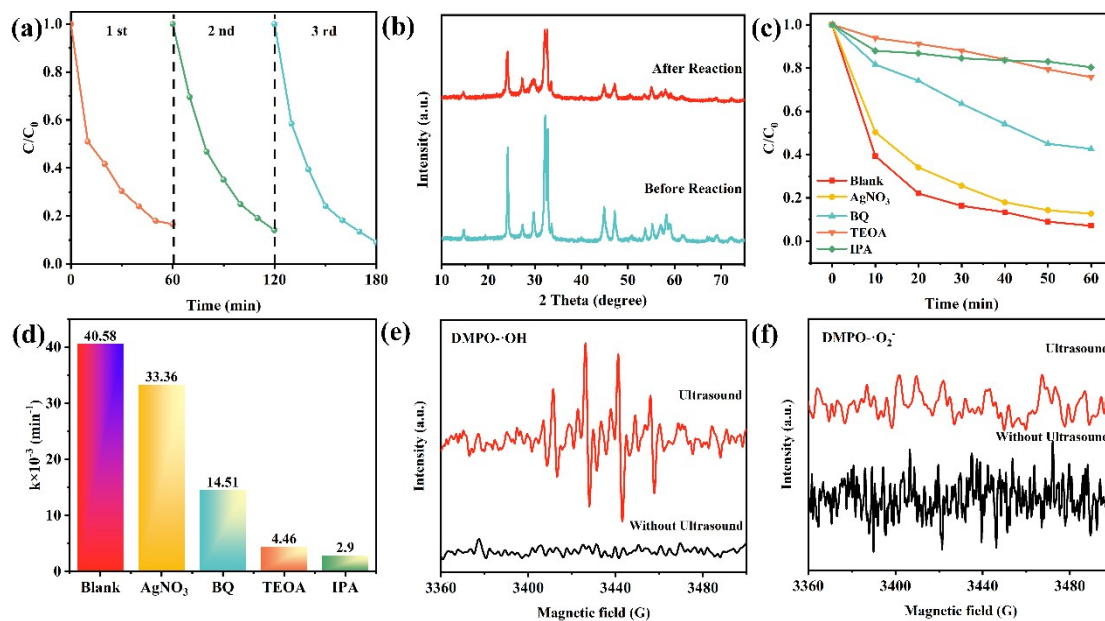 (a)
1 st
2 nd
3 rd
C/C0
1.0
0.8
0.6
0.4
0.2
0.0
0
60
120
180
Time (min)
(b)
After Reaction
Before Reaction
Intensity (a.u.)
10
20
30
40
50
60
70
2 Theta (degree)
(c)
C/C0
1.0
0.8
0.6
0.4
0.2
0.0
Blank
AgNO3
BQ
TEOA
IPA
0
10
20
30
40
50
60
Time (min)
(d)
k×10-3 (min-1)
40
30
20
10
0
40.58
33.36
14.51
4.46
2.9
Blank
AgNO3
BQ
TEOA
IPA
(e)
DMPO-·OH
Ultrasound
Without Ultrasound
Intensity (a.u.)
3360
3400
3440
3480
Magnetic field (G)
(f)
DMPO-·O2-
Ultrasound
Without Ultrasound
Intensity (a.u.)
3360
3400
3440
3480
Magnetic field (G)